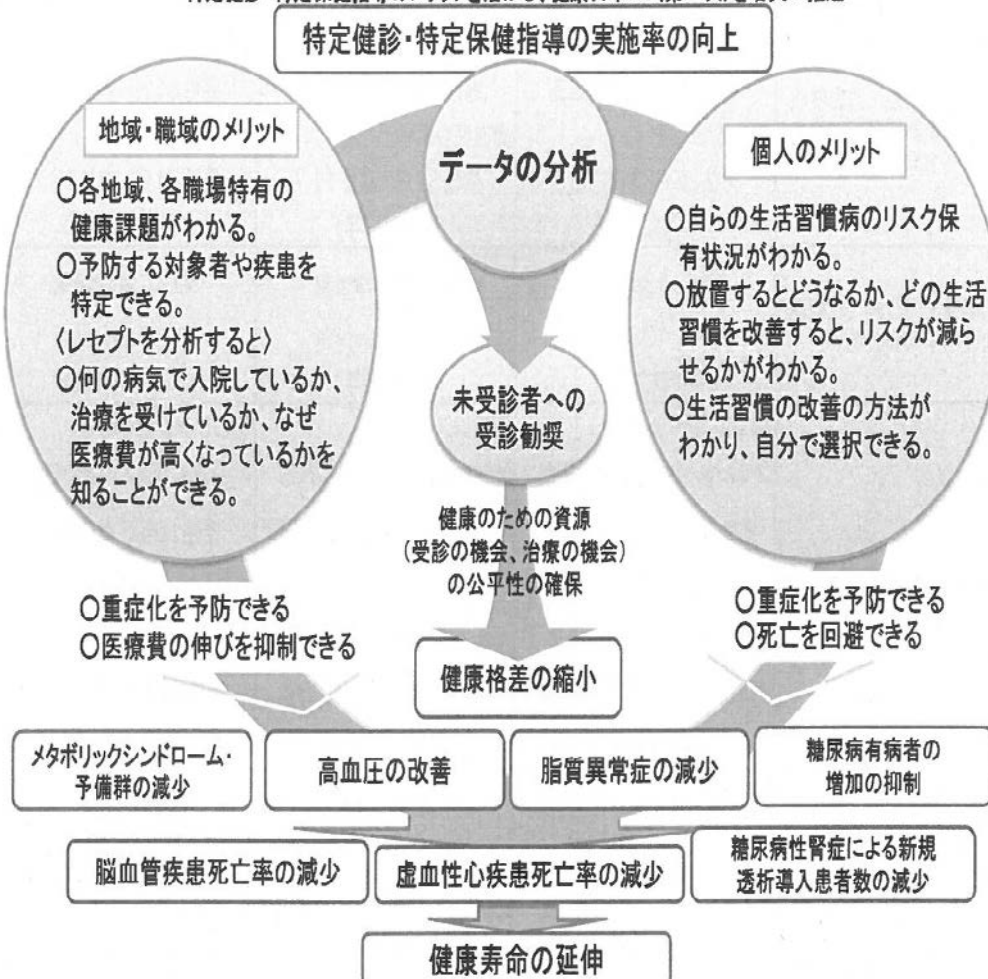 特定健診・特定保健指導の実施率の向上
地域・職域のメリット
〇各地域、各職場特有の
健康課題がわかる。
〇予防する対象者や疾患を
特定できる。
〈レセプトを分析すると〉
〇何の病気で入院しているか、
治療を受けているか、なぜ
医療費が高くなっているかを
知ることができる。
データの分析
個人のメリット
〇自らの生活習慣病のリスク保
有状況がわかる。
〇放置するとどうなるか、どの生活
習慣を改善すると、リスクが減ら
せるかがわかる。
〇生活習慣の改善の方法が
わかり、自分で選択できる。
未受診者への
受診勧奨
健康のための資源
(受診の機会、治療の機会)
の公平性の確保
〇重症化を予防できる
〇医療費の伸びを抑制できる
〇重症化を予防できる
〇死亡を回避できる
健康格差の縮小
メタボリックシンドローム・
予備群の減少
高血圧の改善
脂質異常症の減少
糖尿病有病者の
増加の抑制
脳血管疾患死亡率の減少
虚血性心疾患死亡率の減少
糖尿病性腎症による新規
透析導入患者数の減少
健康寿命の延伸